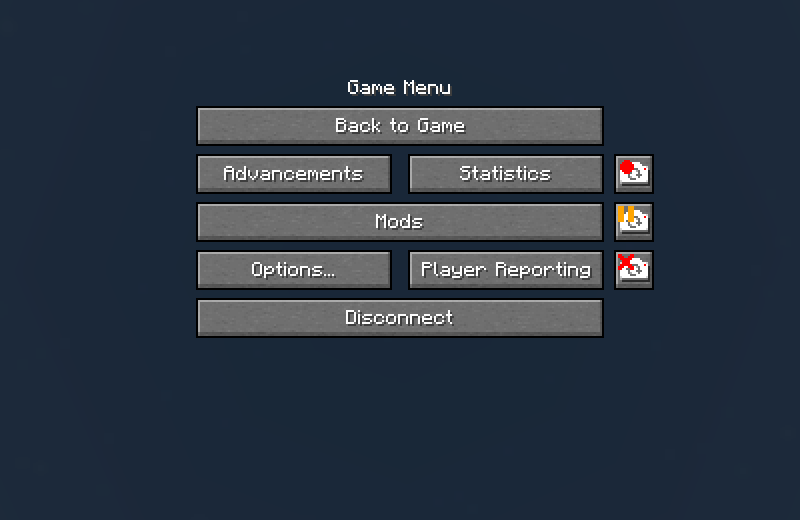 Game Menu
Back to Game
Advancements Statistics
Mods
Options... Player Reporting
Disconnect